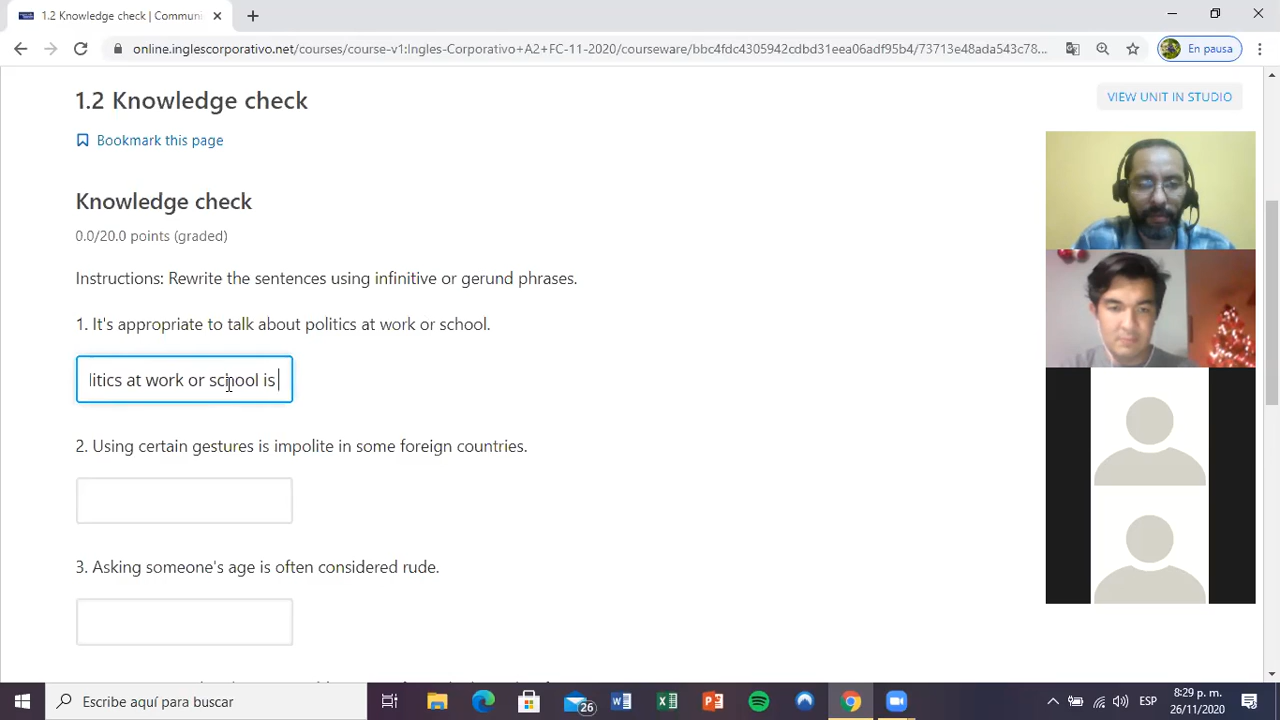 1.2 Knowledge check | Commun
online.inglescorporativo.net/courses/course-v1:Ingles-Corporativo+A2+FC-11-2020/courseware/bbc4fdc4305942cdbd31eea06adf95b4/73713e48ada543c78...
En pausa
1.2 Knowledge check
VIEW UNIT IN STUDIO
Bookmark this page
Knowledge check
0.0/20.0 points (graded)
Instructions: Rewrite the sentences using infinitive or gerund phrases.
1. It's appropriate to talk about politics at work or school.
litics at work or school is
2. Using certain gestures is impolite in some foreign countries.
3. Asking someone's age is often considered rude.
Escribe aquí para buscar
26
ESP
8:29 p. m.
26/11/2020